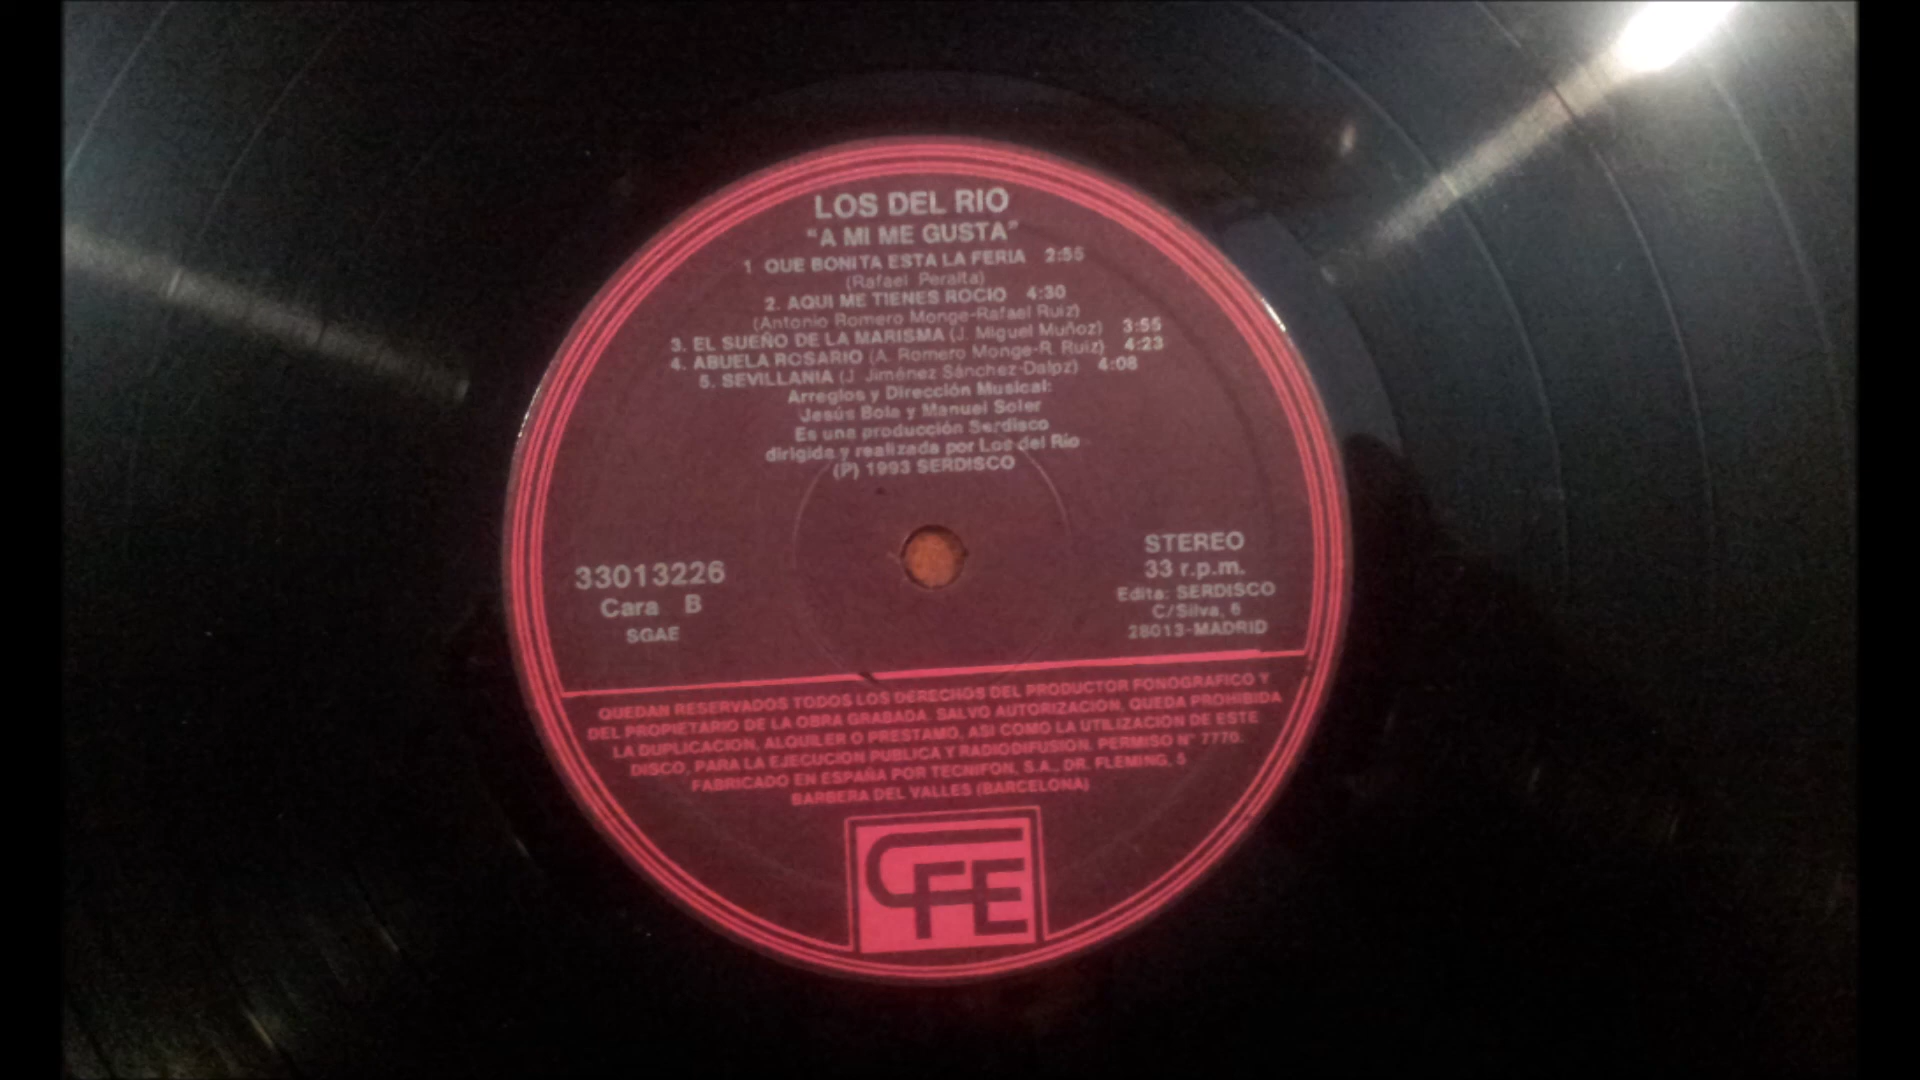 LOS DEL RIO
"A MI ME GUSTA"
1 QUE BONITA ESTA LA FERIA 2:55
(Rafael Peralta)
2. AQUI ME TIENES ROCIO 4:30
(Antonio Romero Monge-Rafael Ruiz)
3. EL SUEÑO DE LA MARISMA (J. Miguel Muñoz) 3:55
4. ABUELA ROSARIO (A. Romero Monge-R. Ruiz) 4:23
5. SEVILLANIA (J. Jiménez Sánchez-Dalpz) 4:08
Arreglos y Dirección Musical:
Jesús Bola y Manuel Soler
Es una producción Serdisco
dirigida y realizada por Los del Río
(P) 1993 SERDISCO
33013226
Cara B
SGAE
STEREO
33 r.p.m.
Edita: SERDISCO
C/Silva, 6
28013-MADRID
QUEDAN RESERVADOS TODOS LOS DERECHOS DEL PRODUCTOR FONOGRAFICO Y
DEL PROPIETARIO DE LA OBRA GRABADA. SALVO AUTORIZACION, QUEDA PROHIBIDA
LA DUPLICACION, ALQUILER O PRESTAMO, ASI COMO LA UTILIZACION DE ESTE
DISCO, PARA LA EJECUCION PUBLICA Y RADIODIFUSION. PERMISO N° 7770.
FABRICADO EN ESPAÑA POR TECNIFON, S.A., DR. FLEMING, 5
BARBERA DEL VALLES (BARCELONA)
CFE